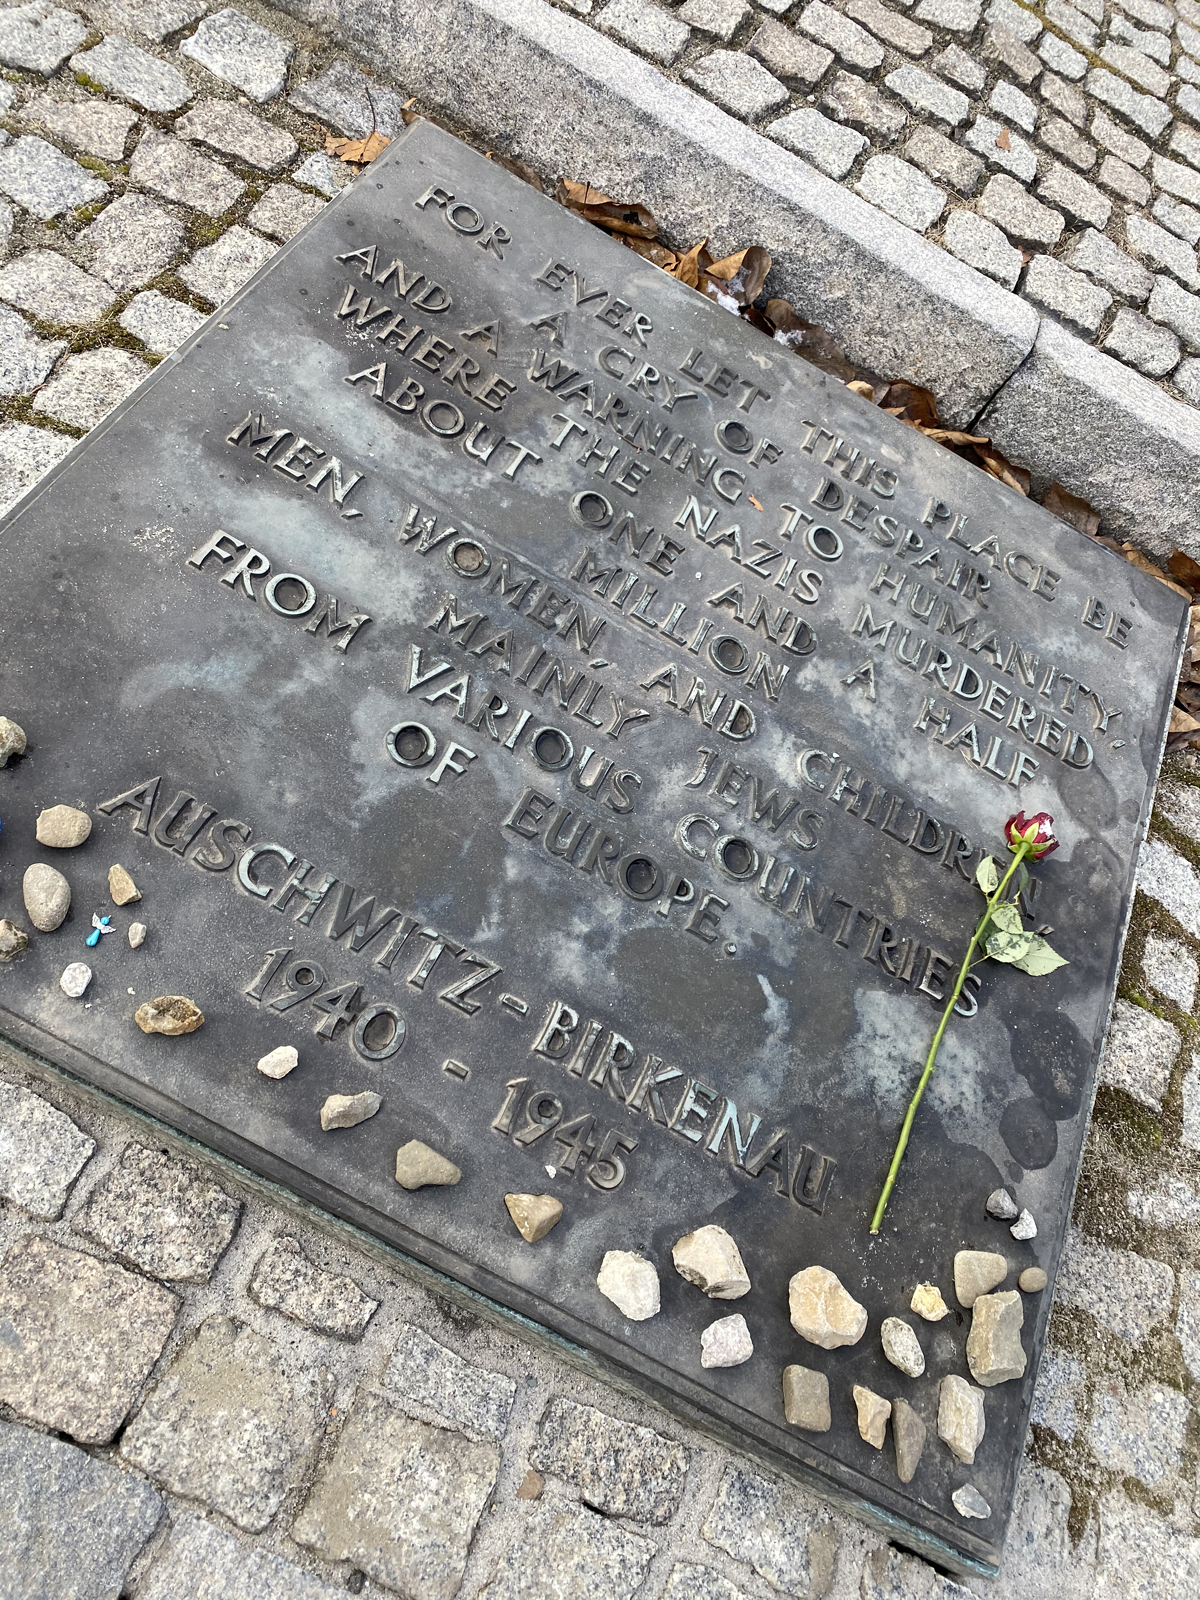 FOR EVER LET THIS PLACE BE
A CRY OF DESPAIR
AND A WARNING TO HUMANITY,
WHERE THE NAZIS MURDERED
ABOUT ONE AND A HALF
MILLION
MEN, WOMEN, AND CHILDREN,
MAINLY JEWS
FROM VARIOUS COUNTRIES
OF EUROPE.
AUSCHWITZ-BIRKENAU
1940 - 1945